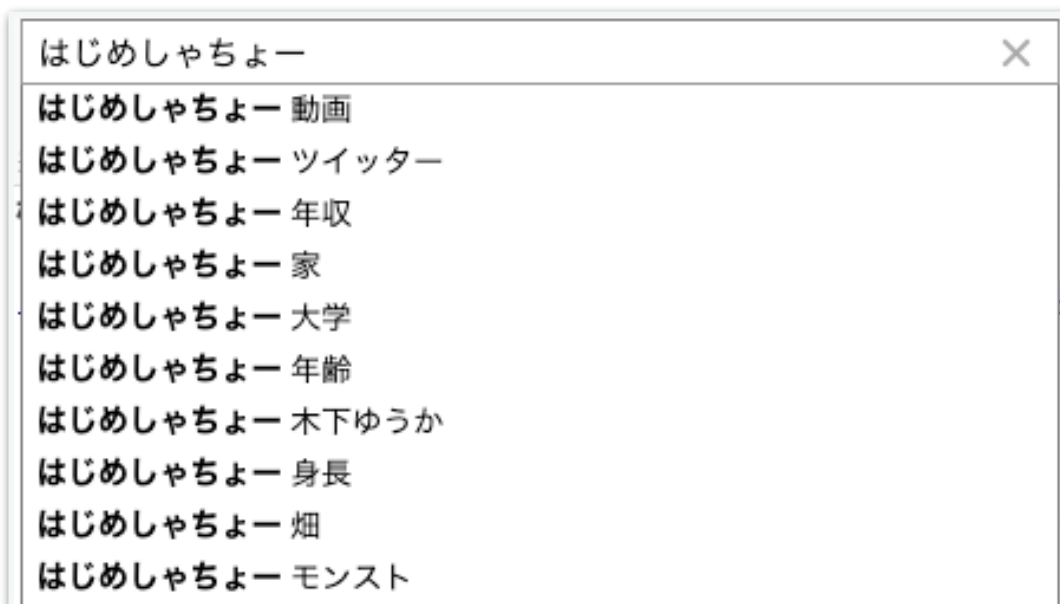 はじめしゃちょー
はじめしゃちょー 動画
はじめしゃちょー ツイッター
はじめしゃちょー 年収
はじめしゃちょー 家
はじめしゃちょー 大学
はじめしゃちょー 年齢
はじめしゃちょー 木下ゆうか
はじめしゃちょー 身長
はじめしゃちょー 畑
はじめしゃちょー モンスト